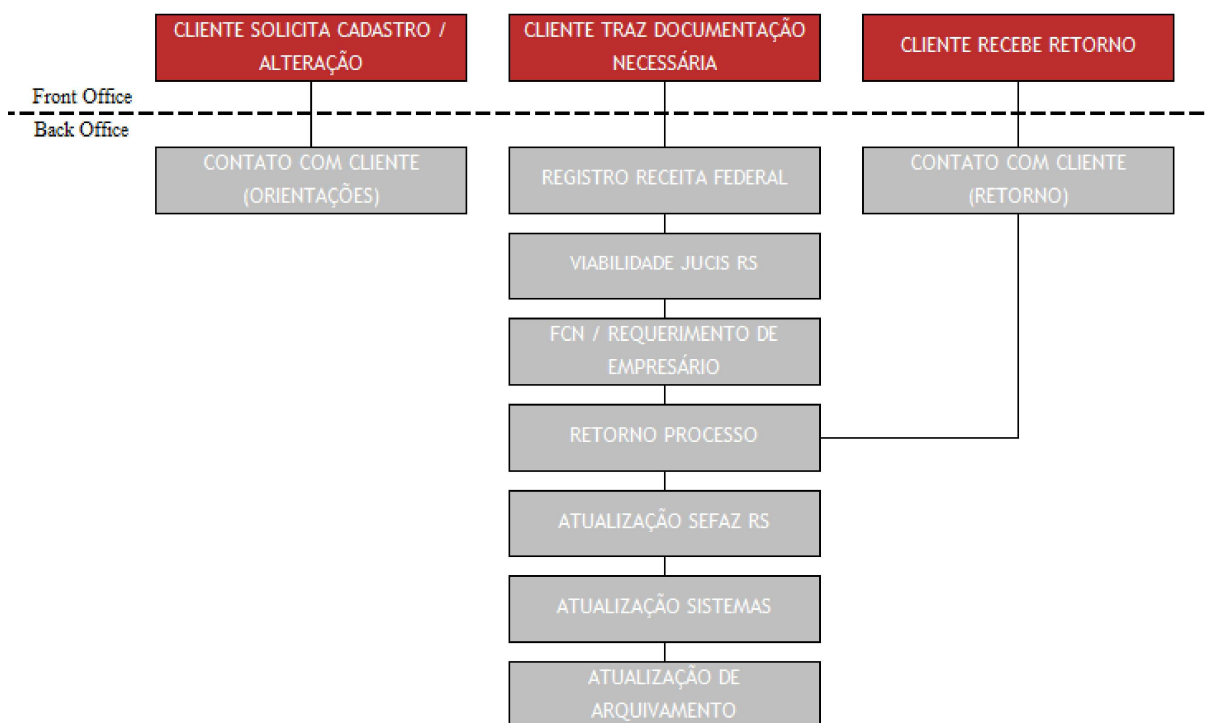 CLIENTE SOLICITA CADASTRO /
ALTERAÇÃO
CLIENTE TRAZ DOCUMENTAÇÃO
NECESSÁRIA
CLIENTE RECEBE RETORNO
Front Office
Back Office
CONTATO COM CLIENTE
(ORIENTAÇÕES)
REGISTRO RECEITA FEDERAL
CONTATO COM CLIENTE
(RETORNO)
VIABILIDADE JUCIS RS
FCN / REQUERIMENTO DE
EMPRESÁRIO
RETORNO PROCESSO
ATUALIZAÇÃO SEFAZ RS
ATUALIZAÇÃO SISTEMAS
ATUALIZAÇÃO DE
ARQUIVAMENTO